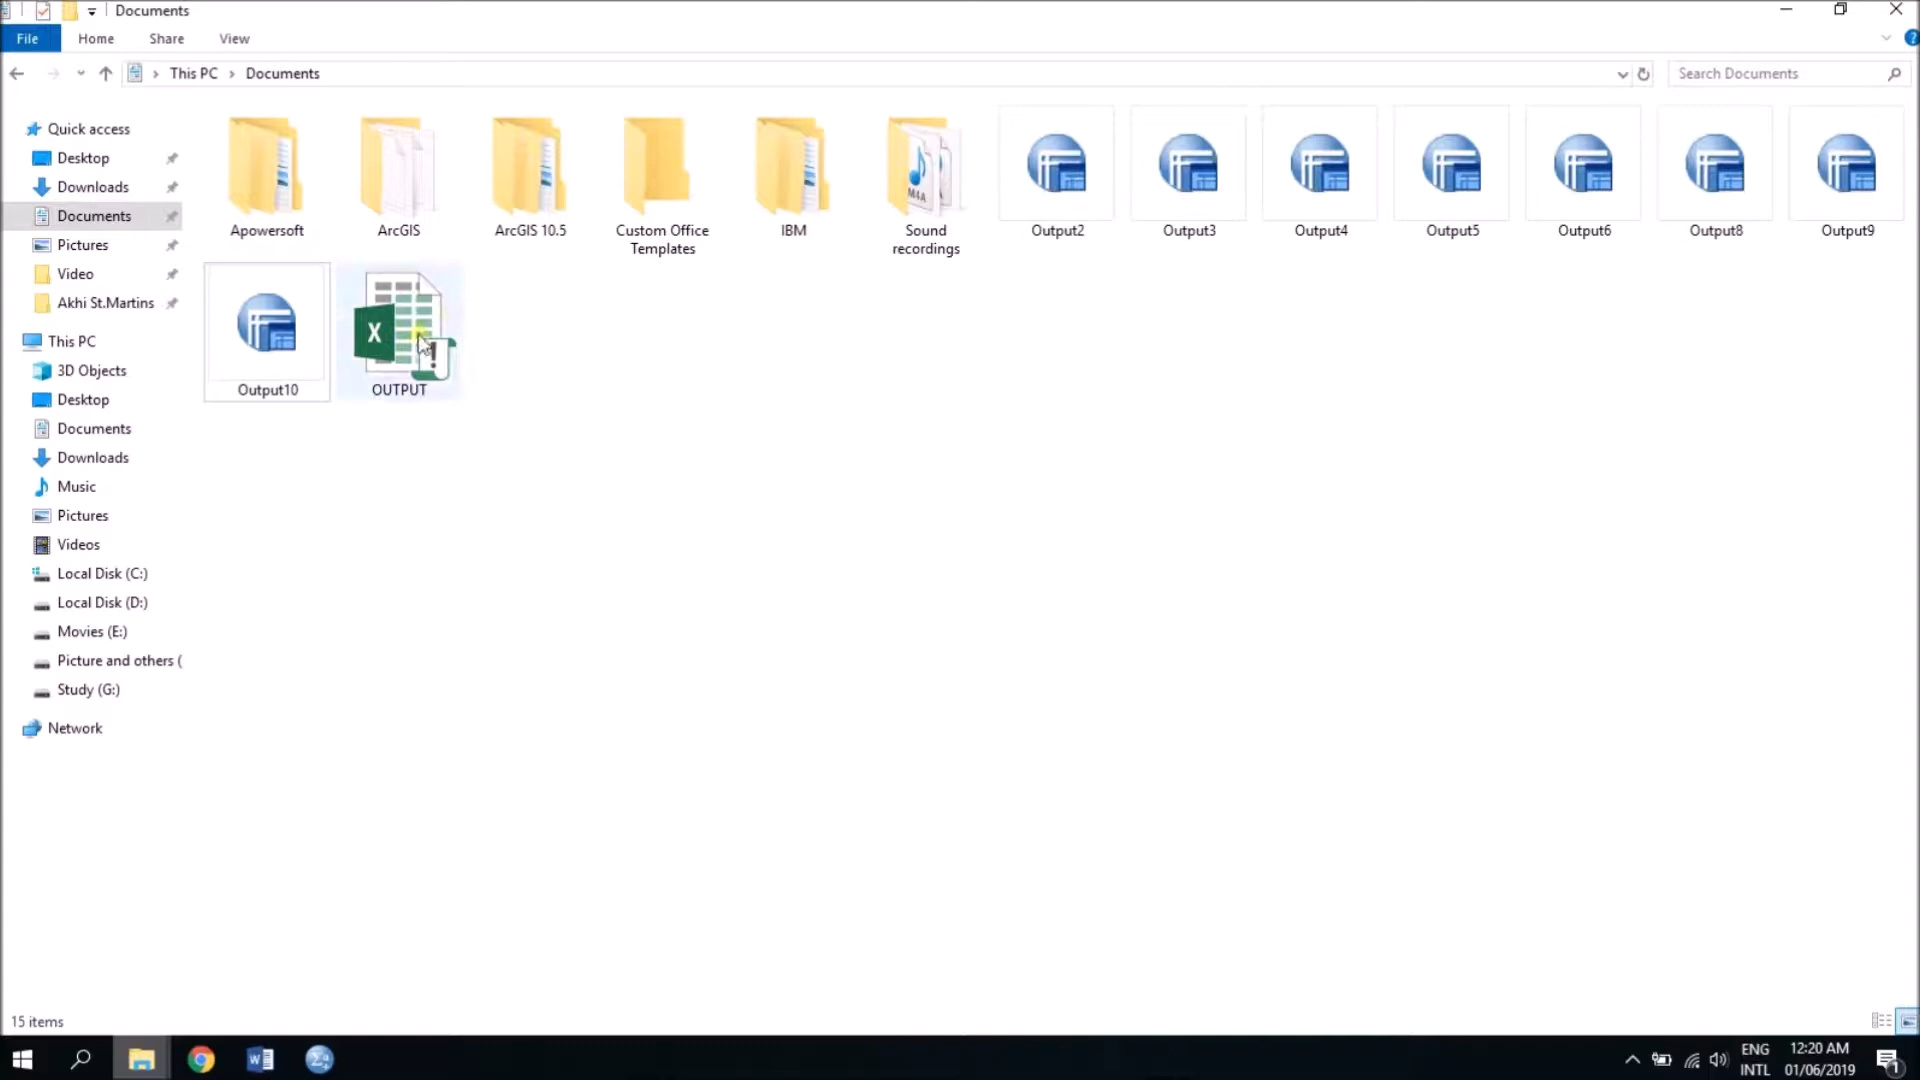 Documents
File Home Share View
This PC Documents Search Documents
Quick access
Desktop
Downloads
Documents
Pictures
Video
Akhi St.Martins
This PC
3D Objects
Desktop
Documents
Downloads
Music
Pictures
Videos
Local Disk (C:)
Local Disk (D:)
Movies (E:)
Picture and others (
Study (G:)
Network
Apowersoft ArcGIS ArcGIS 10.5 Custom Office
Templates IBM M4A Sound
recordings Output2 Output3 Output4 Output5 Output6 Output8 Output9
Output10 X OUTPUT
15 items
ENG
INTL
12:20 AM
01/06/2019
1